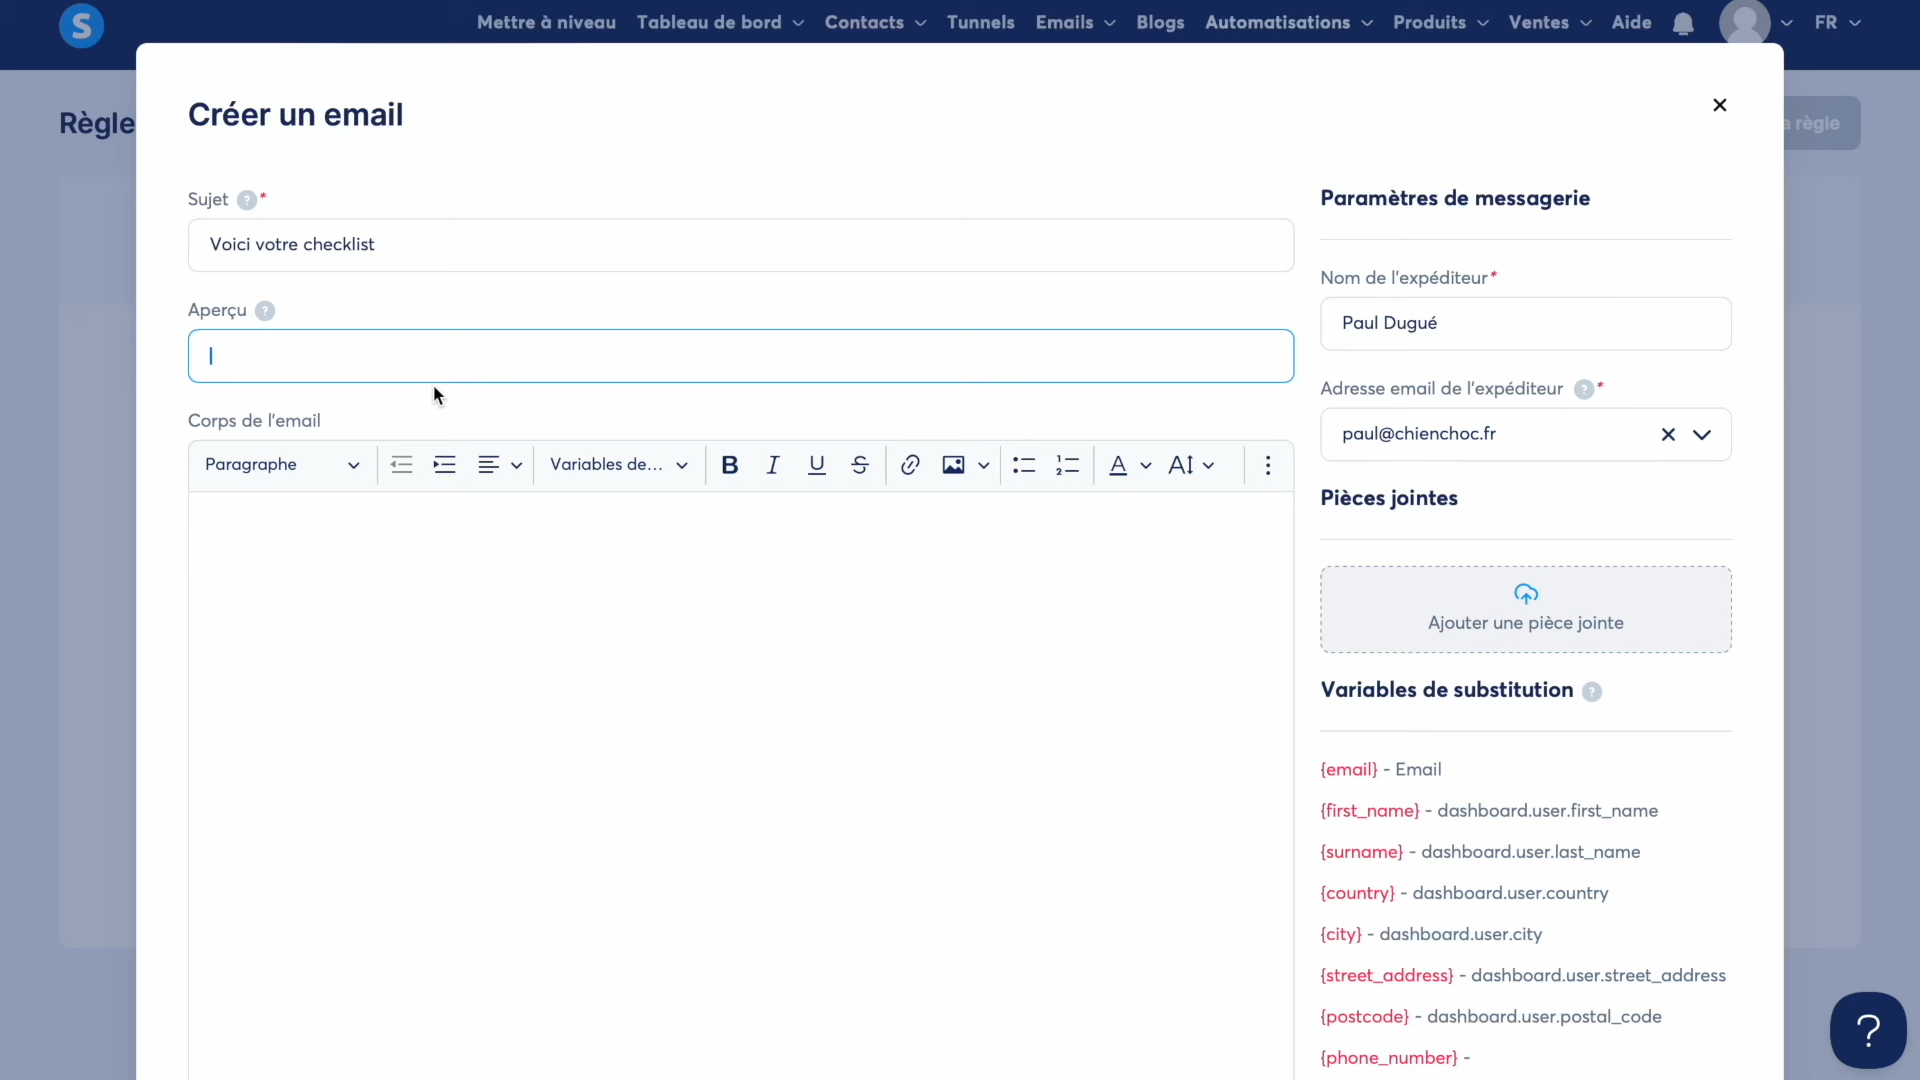 S
Mettre à niveau Tableau de bord Contacts Tunnels Emails Blogs Automatisations Produits Ventes Aide FR
Règle
a règle
Créer un email
Sujet ? *
Voici votre checklist
Aperçu ?
Corps de l'email
Paragraphe Variables de... B I U S A AI
Paramètres de messagerie
Nom de l'expéditeur*
Paul Dugué
Adresse email de l'expéditeur ? *
paul@chienchoc.fr
Pièces jointes
Ajouter une pièce jointe
Variables de substitution ?
{email} - Email
{first_name} - dashboard.user.first_name
{surname} - dashboard.user.last_name
{country} - dashboard.user.country
{city} - dashboard.user.city
{street_address} - dashboard.user.street_address
{postcode} - dashboard.user.postal_code
{phone_number} -
?